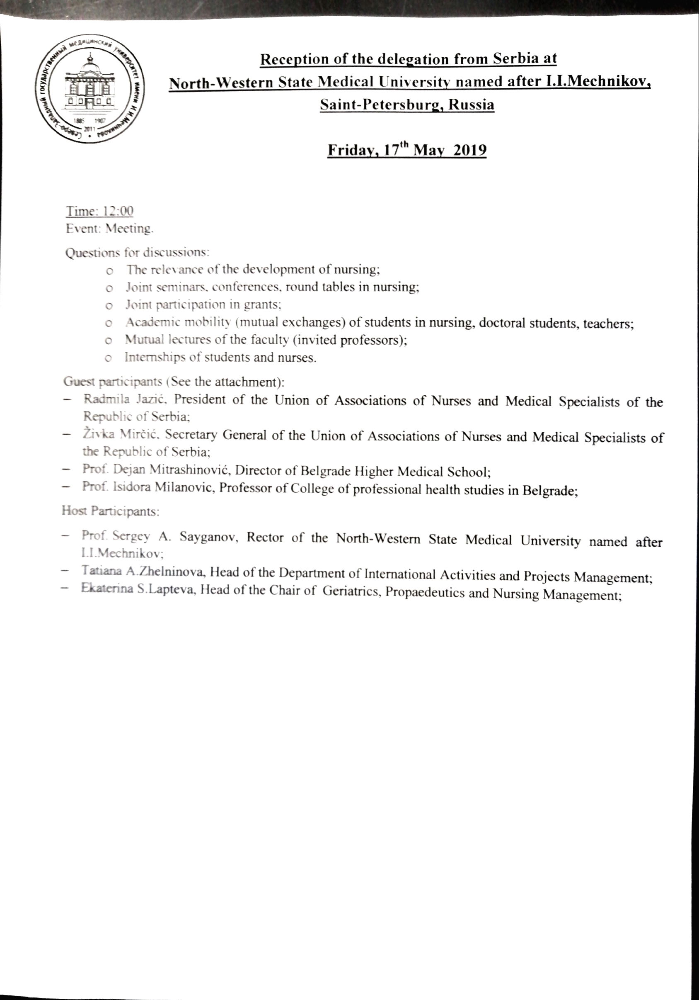 Северо-Западный государственный медицинский университет имени И.И.Мечникова •
1885 1907
2011
Reception of the delegation from Serbia at
North-Western State Medical University named after I.I.Mechnikov,
Saint-Petersburg, Russia
Friday, 17th May 2019
Time: 12:00
Event: Meeting.
Questions for discussions:
o The relevance of the development of nursing;
o Joint seminars, conferences, round tables in nursing;
o Joint participation in grants;
o Academic mobility (mutual exchanges) of students in nursing, doctoral students, teachers;
o Mutual lectures of the faculty (invited professors);
o Internships of students and nurses.
Guest participants (See the attachment):
– Radmila Jazić, President of the Union of Associations of Nurses and Medical Specialists of the
Republic of Serbia;
– Živka Mirčić, Secretary General of the Union of Associations of Nurses and Medical Specialists of
the Republic of Serbia;
– Prof. Dejan Mitrashinović, Director of Belgrade Higher Medical School;
– Prof. Isidora Milanovic, Professor of College of professional health studies in Belgrade;
Host Participants:
– Prof. Sergey A. Sayganov, Rector of the North-Western State Medical University named after
I.I.Mechnikov;
– Tatiana A.Zhelninova, Head of the Department of International Activities and Projects Management;
– Ekaterina S.Lapteva, Head of the Chair of Geriatrics, Propaedeutics and Nursing Management;